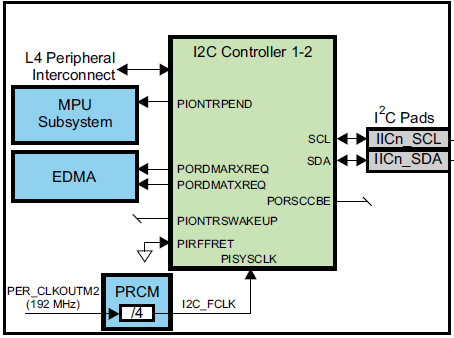 I2C Controller 1-2
L4 Peripheral
Interconnect
MPU
Subsystem
PIONTRPEND
I2C Pads
SCL
IICn_SCL
SDA
IICn_SDA
EDMA
PORDMARXREQ
PORDMATXREQ
PORSCCBE
PIONTRSWAKEUP
PIRFFRET
PISYSCLK
PER_CLKOUTM2
(192 MHz)
PRCM
/4
I2C_FCLK